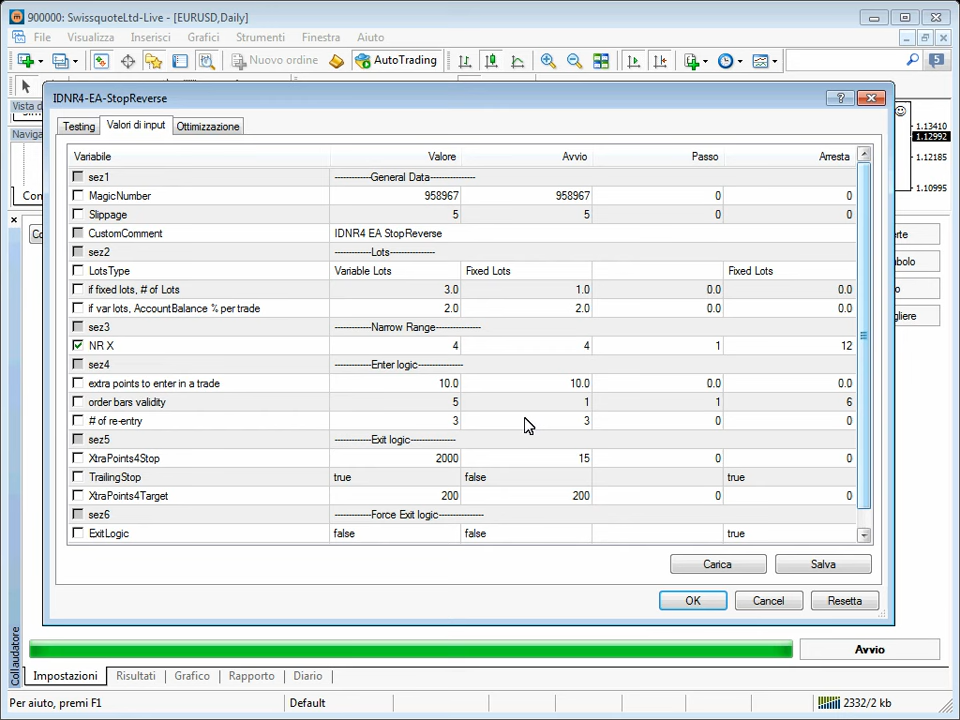 900000: SwissquoteLtd-Live - [EURUSD,Daily]
File Visualizza Inserisci Grafici Strumenti Finestra Aiuto
Nuovo ordine AutoTrading 5
Vista d
Naviga
Con
Co
1.13410
1.12992
1.12185
1.10995
IDNR4-EA-StopReverse
Testing Valori di input Ottimizzazione
Variabile Valore Avvio Passo Arresta
sez1 ------------General Data---------------
MagicNumber 958967 958967 0 0
Slippage 5 5 0 0
CustomComment IDNR4 EA StopReverse
sez2 ------------Lots----------------
LotsType Variable Lots Fixed Lots Fixed Lots
if fixed lots, # of Lots 3.0 1.0 0.0 0.0
if var lots, AccountBalance % per trade 2.0 2.0 0.0 0.0
sez3 ------------Narrow Range---------------
NR X 4 4 1 12
sez4 ------------Enter logic----------------
extra points to enter in a trade 10.0 10.0 0.0 0.0
order bars validity 5 1 1 6
# of re-entry 3 3 0 0
sez5 ------------Exit logic---------------
XtraPoints4Stop 2000 15 0 0
TrailingStop true false true
XtraPoints4Target 200 200 0 0
sez6 ------------Force Exit logic---------------
ExitLogic false false true
Carica Salva
OK Cancel Resetta
erte
bolo
o
gliere
Collaudatore
Avvio
Impostazioni Risultati Grafico Rapporto Diario
Per aiuto, premi F1 Default 2332/2 kb